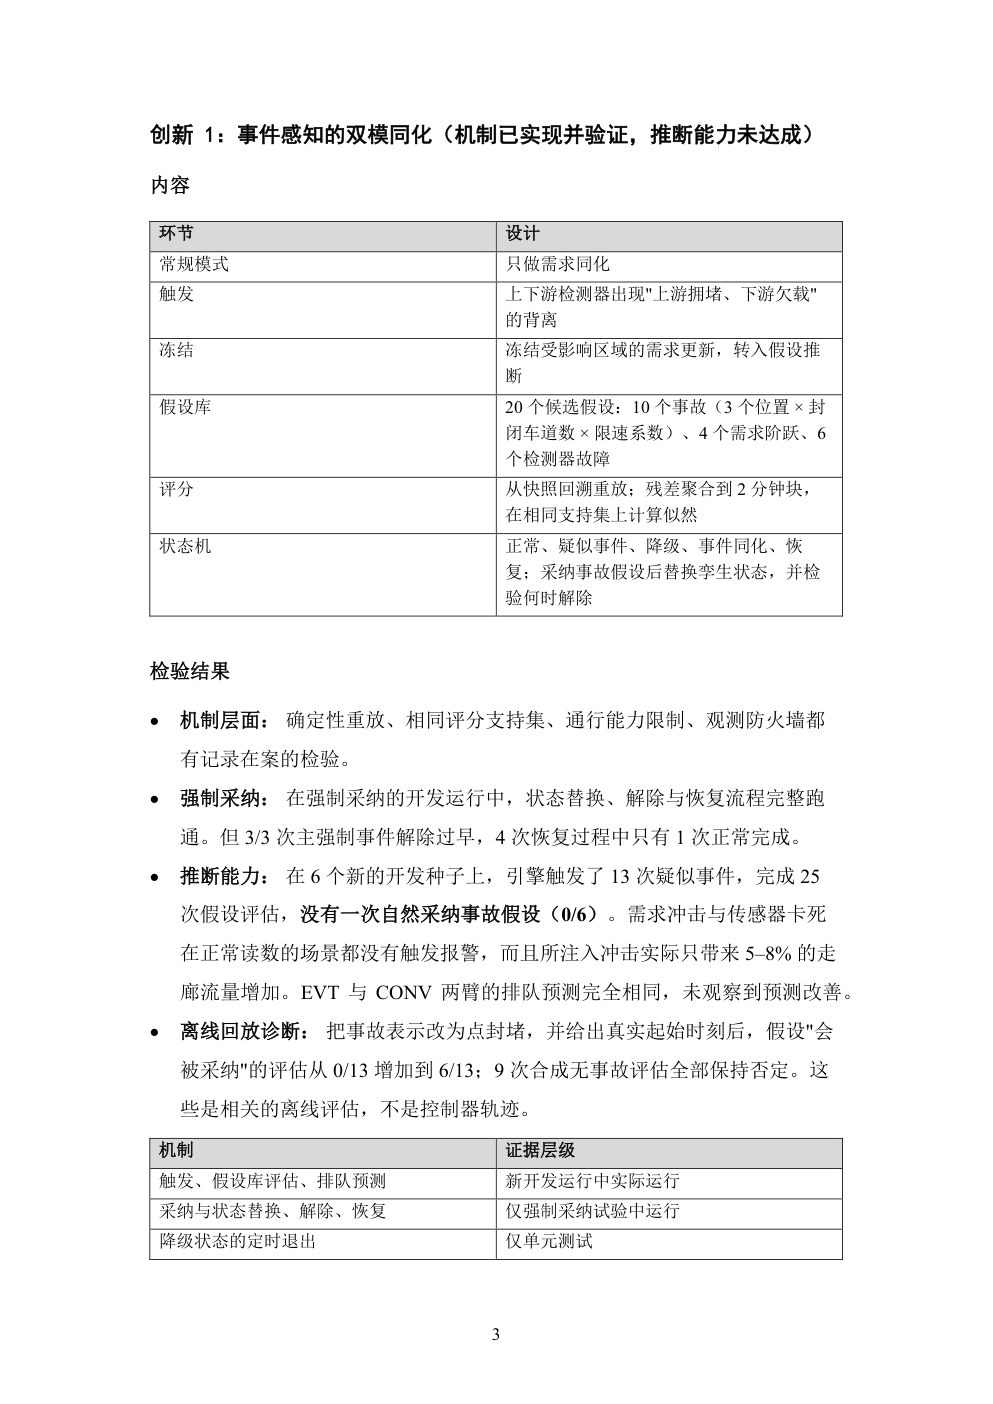 创新 1：事件感知的双模同化（机制已实现并验证，推断能力未达成）
内容
环节 设计
常规模式 只做需求同化
触发 上下游检测器出现"上游拥堵、下游欠载"
的背离
冻结 冻结受影响区域的需求更新，转入假设推
断
假设库 20 个候选假设：10 个事故（3 个位置 × 封
闭车道数 × 限速系数）、4 个需求阶跃、6
个检测器故障
评分 从快照回溯重放；残差聚合到 2 分钟块，
在相同支持集上计算似然
状态机 正常、疑似事件、降级、事件同化、恢
复；采纳事故假设后替换孪生状态，并检
验何时解除
检验结果
• 机制层面： 确定性重放、相同评分支持集、通行能力限制、观测防火墙都
有记录在案的检验。
• 强制采纳： 在强制采纳的开发运行中，状态替换、解除与恢复流程完整跑
通。但 3/3 次主强制事件解除过早，4 次恢复过程中只有 1 次正常完成。
• 推断能力： 在 6 个新的开发种子上，引擎触发了 13 次疑似事件，完成 25
次假设评估，没有一次自然采纳事故假设（0/6）。需求冲击与传感器卡死
在正常读数的场景都没有触发报警，而且所注入冲击实际只带来 5–8% 的走
廊流量增加。EVT 与 CONV 两臂的排队预测完全相同，未观察到预测改善。
• 离线回放诊断： 把事故表示改为点封堵，并给出真实起始时刻后，假设"会
被采纳"的评估从 0/13 增加到 6/13；9 次合成无事故评估全部保持否定。这
些是相关的离线评估，不是控制器轨迹。
机制 证据层级
触发、假设库评估、排队预测 新开发运行中实际运行
采纳与状态替换、解除、恢复 仅强制采纳试验中运行
降级状态的定时退出 仅单元测试
3